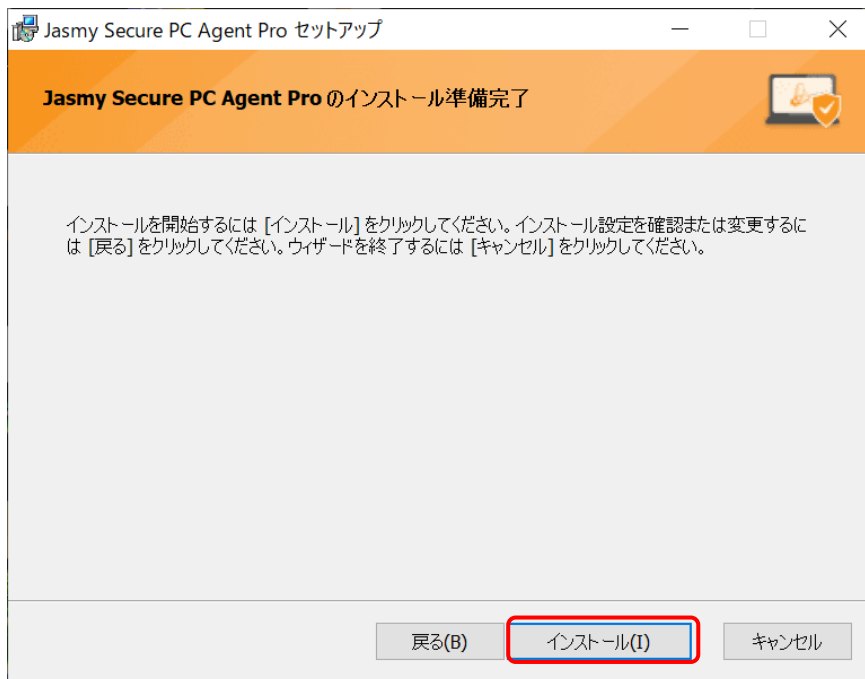 Jasmy Secure PC Agent Pro セットアップ
Jasmy Secure PC Agent Pro のインストール準備完了
インストールを開始するには [インストール] をクリックしてください。インストール設定を確認または変更するに
は [戻る] をクリックしてください。ウィザードを終了するには [キャンセル] をクリックしてください。
戻る(B) インストール(I) キャンセル